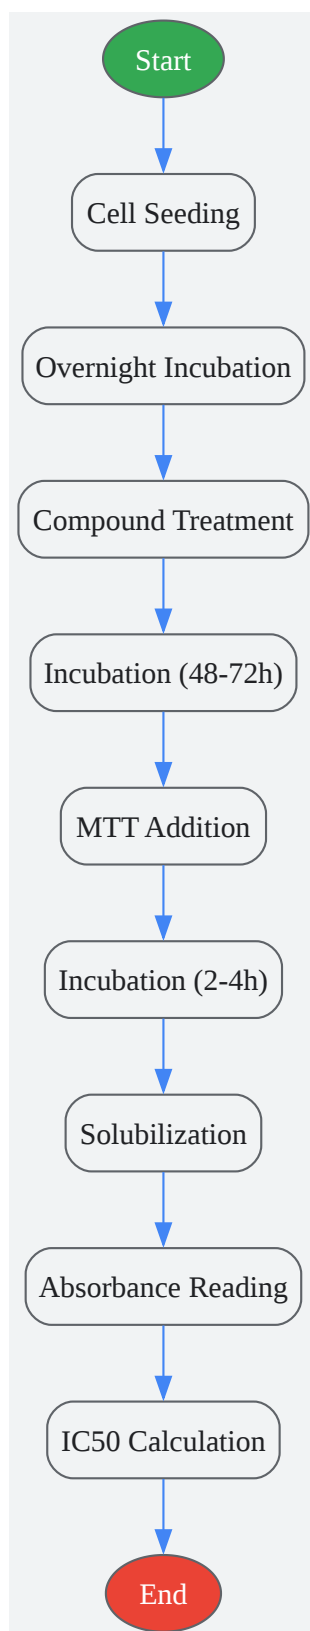 Start
Cell Seeding
Overnight Incubation
Compound Treatment
Incubation (48-72h)
MTT Addition
Incubation (2-4h)
Solubilization
Absorbance Reading
IC50 Calculation
End